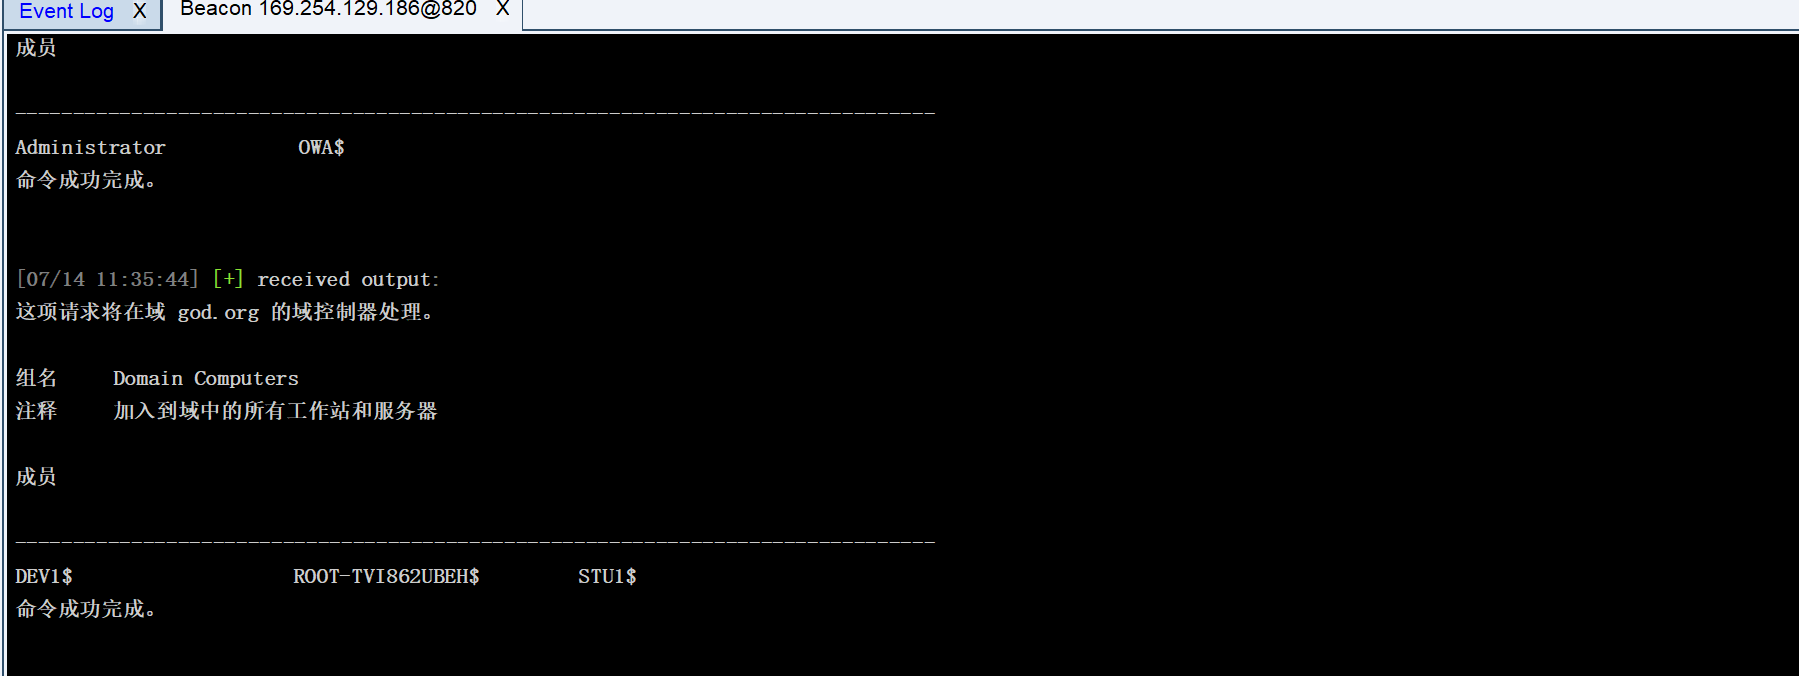 Event Log X Beacon 169.254.129.186@820 X
成员
-------------------------------------------------------------------------------
Administrator OWA$
命令成功完成。
[07/14 11:35:44] [+] received output:
这项请求将在域 god.org 的域控制器处理。
组名 Domain Computers
注释 加入到域中的所有工作站和服务器
成员
-------------------------------------------------------------------------------
DEV1$ ROOT-TVI862UBEH$ STU1$
命令成功完成。